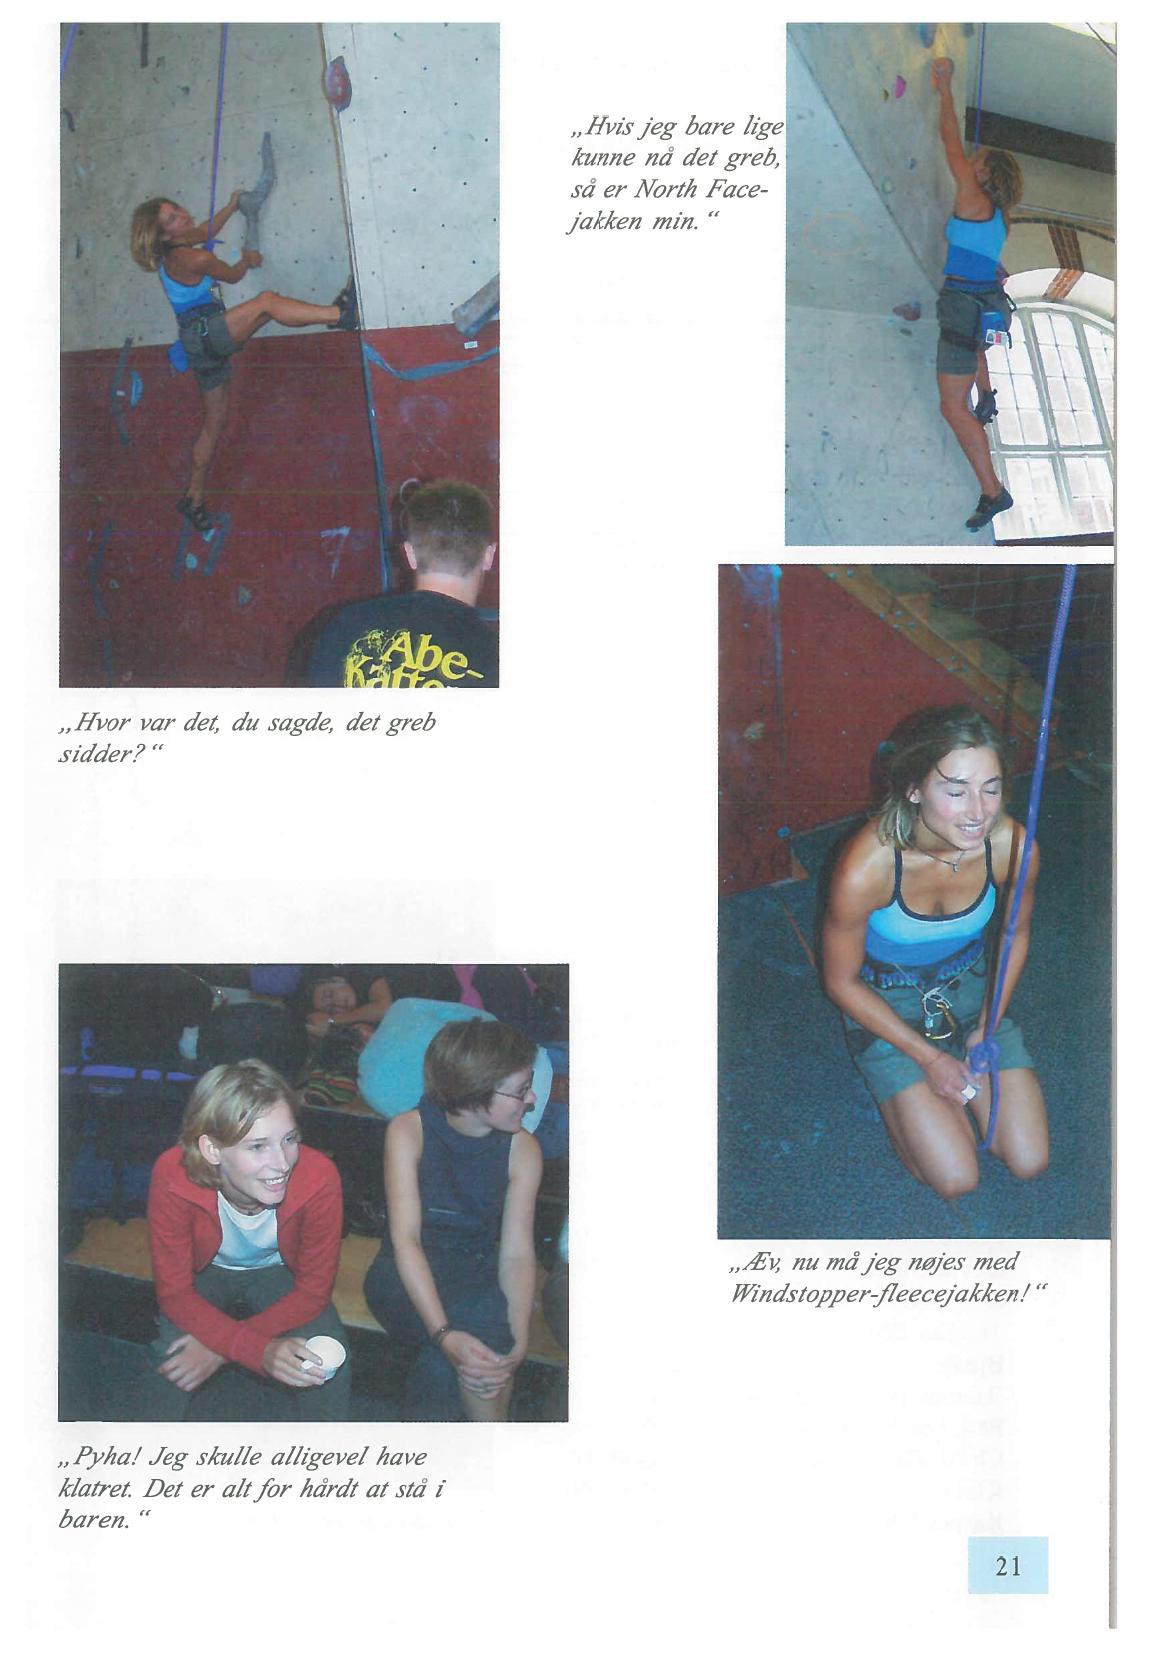 „Hvis jeg bare lige
kunne nå det greb,
så er North Face-
jakken min.“
Abe-
Katte
„Hvor var det, du sagde, det greb
sidder?“
„Æv, nu må jeg nøjes med
Windstopper-fleecejakken!“
„Pyha! Jeg skulle alligevel have
klatret. Det er alt for hårdt at stå i
baren.“
21